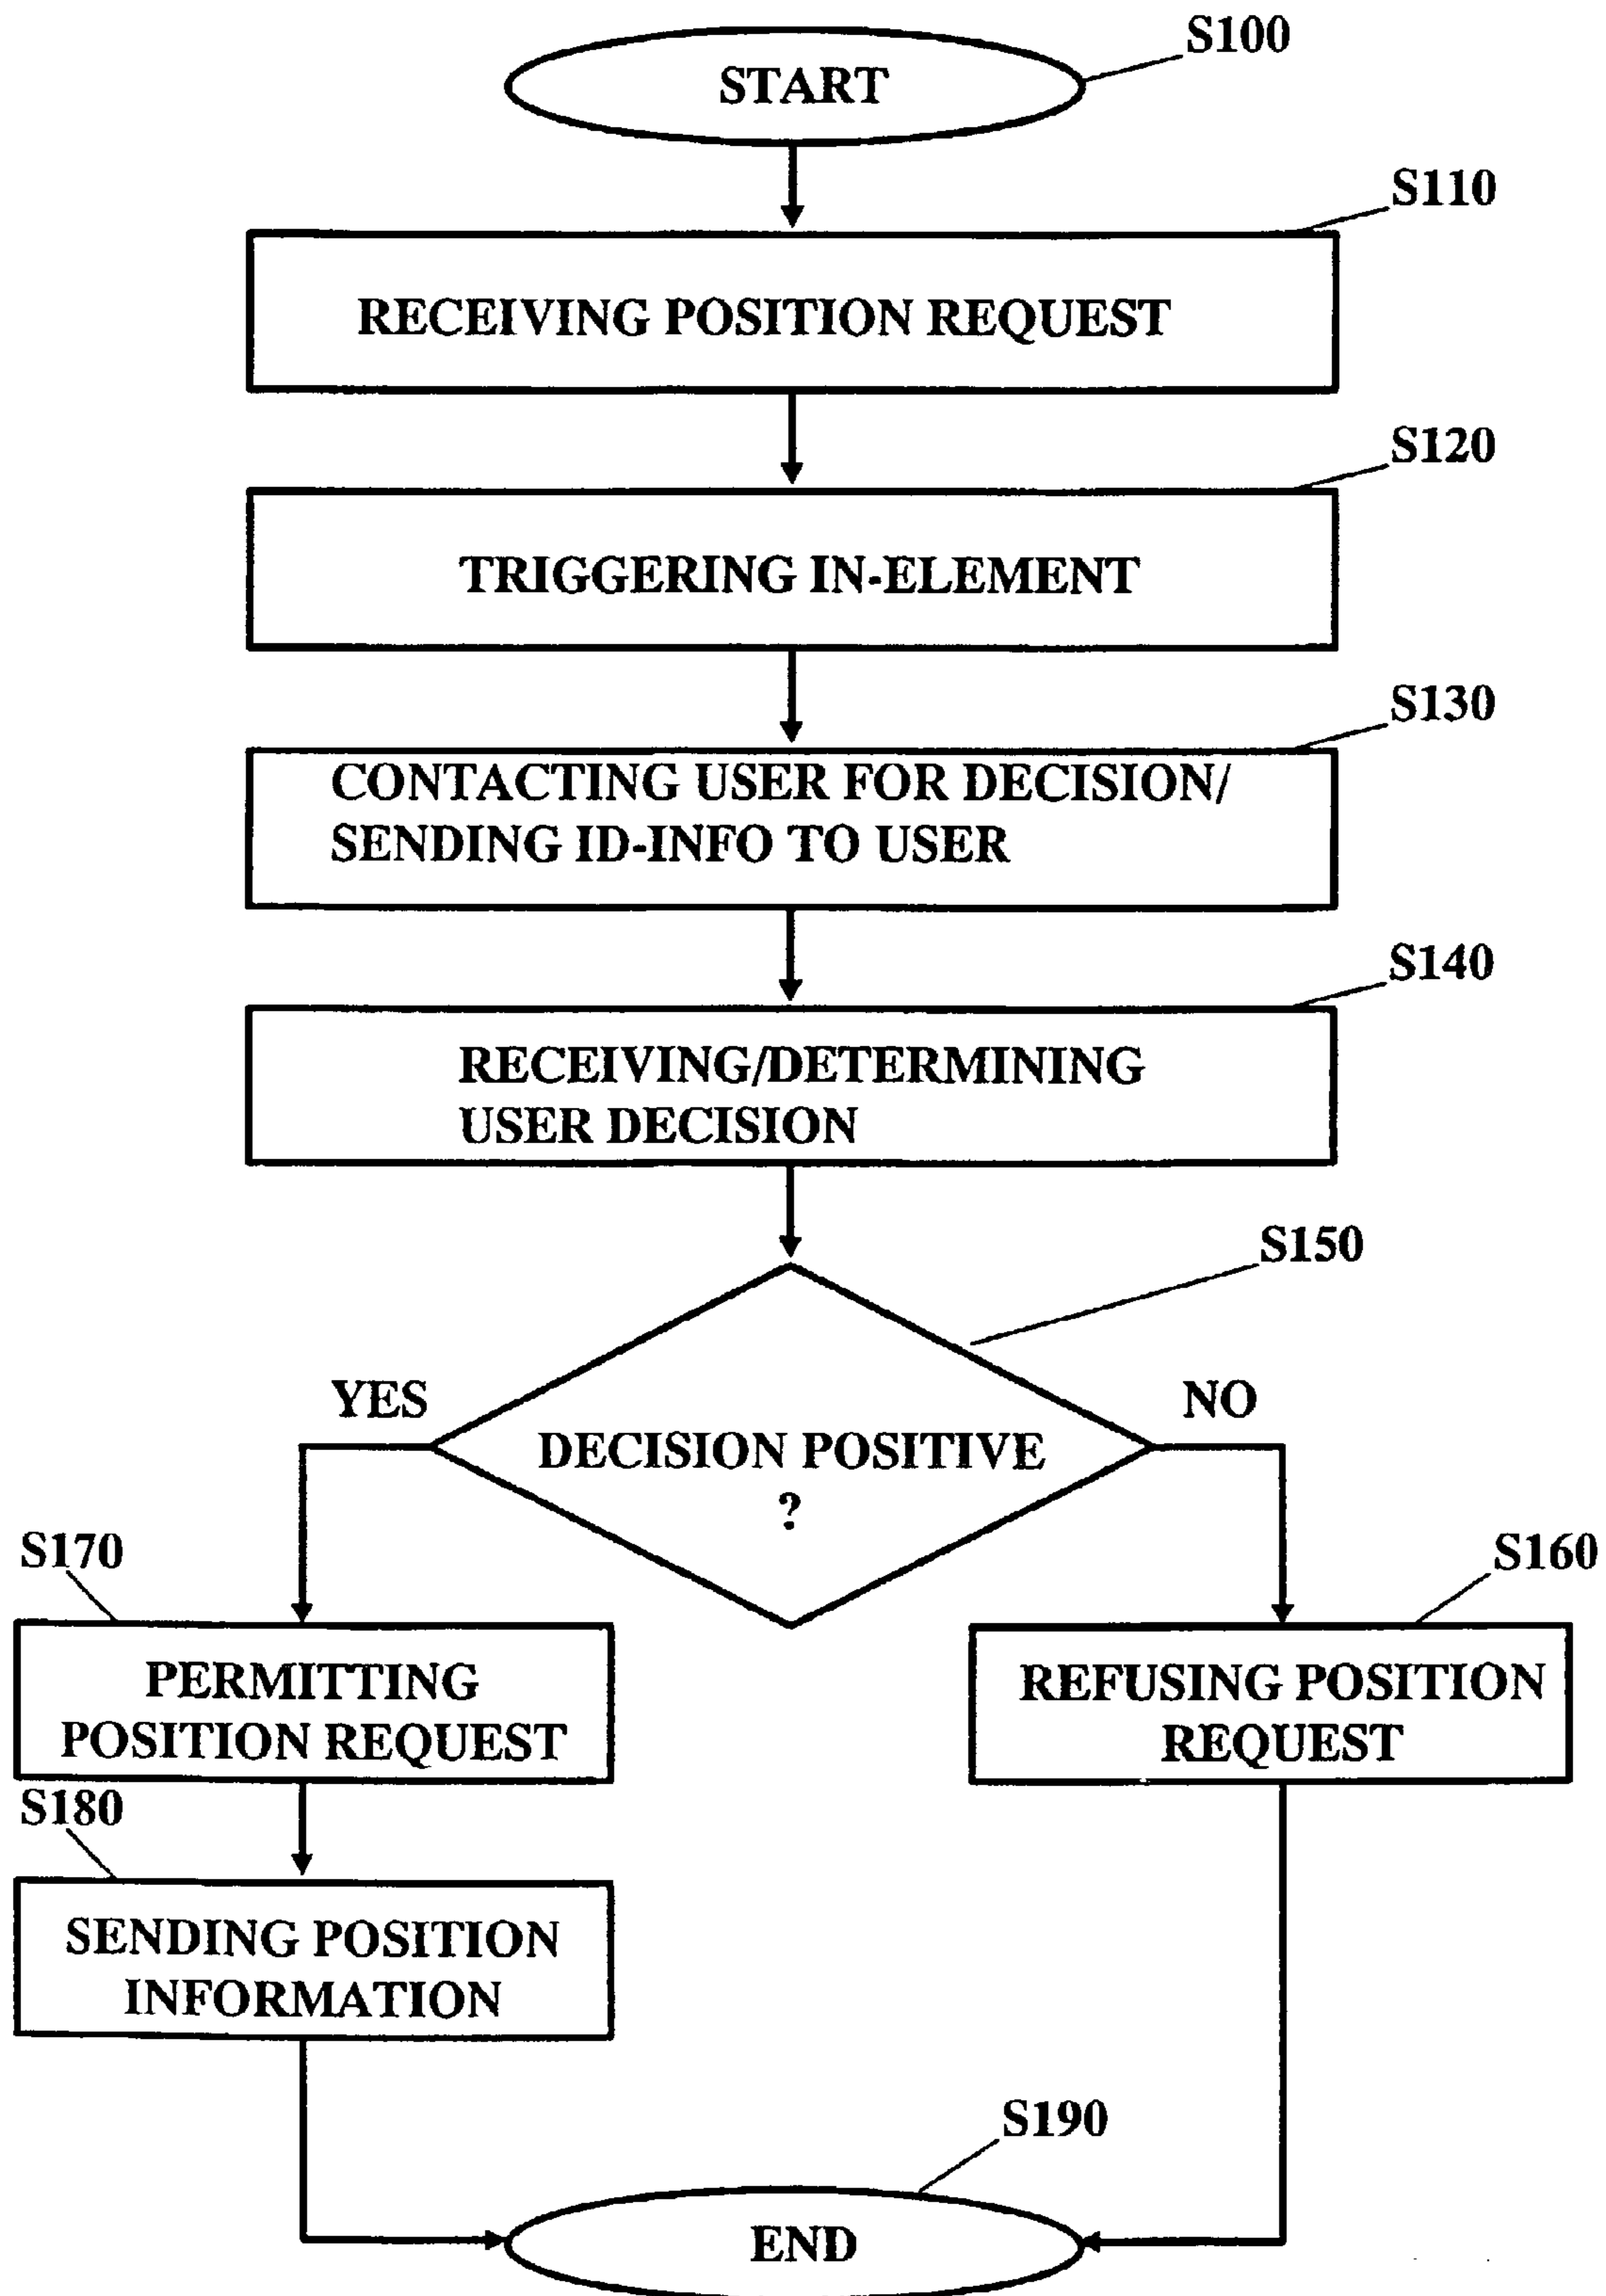 S100
START
S110
RECEIVING POSITION REQUEST
S120
TRIGGERING IN-ELEMENT
S130
CONTACTING USER FOR DECISION/
SENDING ID-INFO TO USER
S140
RECEIVING/DETERMINING
USER DECISION
S150
YES
NO
DECISION POSITIVE
?
S170
S160
PERMITTING
POSITION REQUEST
REFUSING POSITION
REQUEST
S180
SENDING POSITION
INFORMATION
S190
END